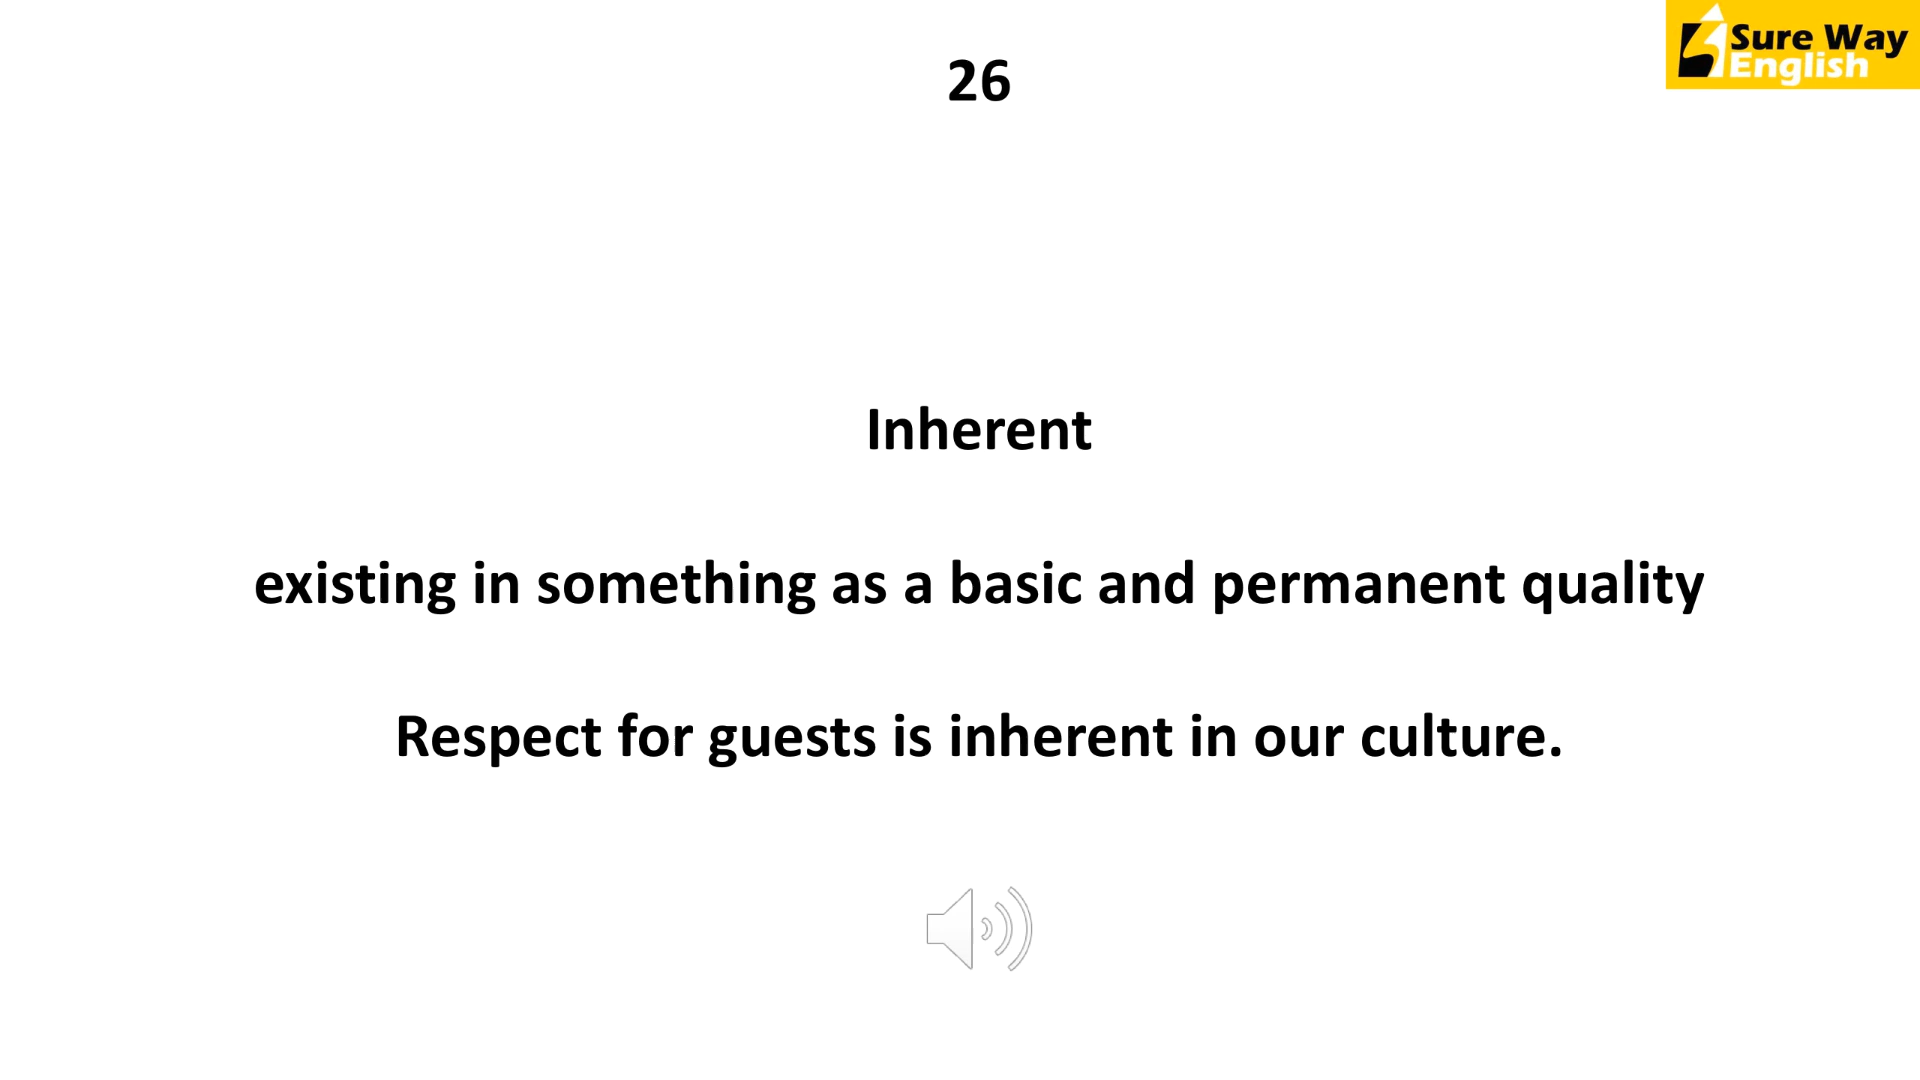 Sure Way
English
26
Inherent
existing in something as a basic and permanent quality
Respect for guests is inherent in our culture.